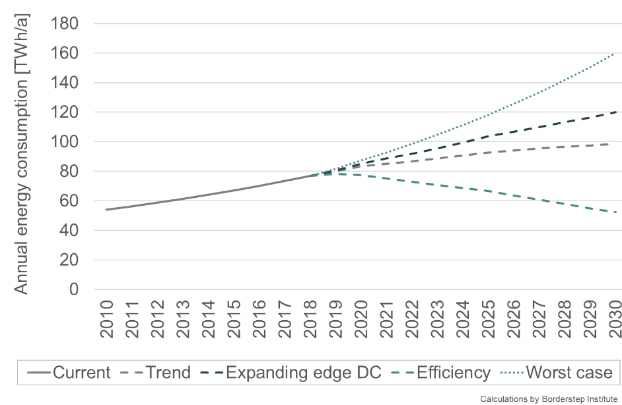 Annual energy consumption [TWh/a]
180
160
140
120
100
80
60
40
20
0
2010 2011 2012 2013 2014 2015 2016 2017 2018 2019 2020 2021 2022 2023 2024 2025 2026 2027 2028 2029 2030
Current Trend Expanding edge DC Efficiency Worst case
Calculations by Borderstep Institute